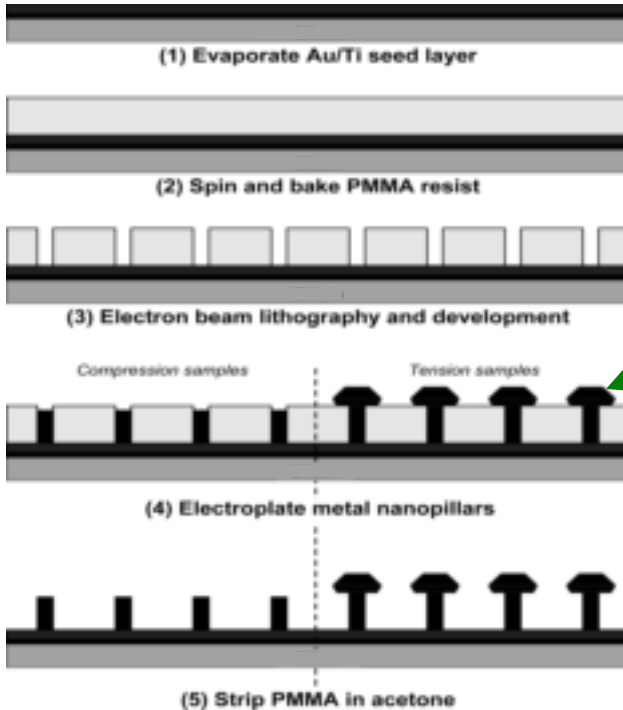 (1) Evaporate Au/Ti seed layer
(2) Spin and bake PMMA resist
(3) Electron beam lithography and development
Compression samples
Tension samples
(4) Electroplate metal nanopillars
(5) Strip PMMA in acetone